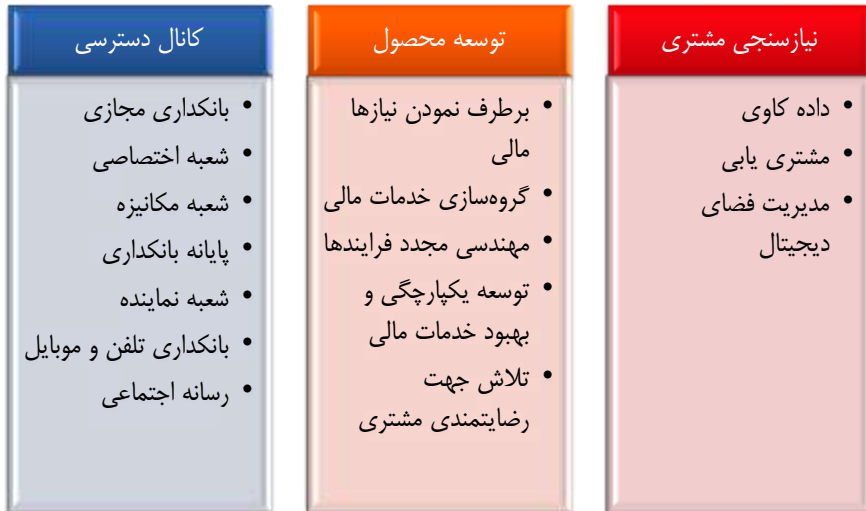 نیازسنجی مشتری
• داده کاوی
• مشتری یابی
• مدیریت فضای
دیجیتال
توسعه محصول
• برطرف نمودن نیازها
مالی
• گروه‌سازی خدمات مالی
• مهندسی مجدد فرایندها
• توسعه یکپارچگی و
بهبود خدمات مالی
• تلاش جهت
رضایتمندی مشتری
کانال دسترسی
• بانکداری مجازی
• شعبه اختصاصی
• شعبه مکانیزه
• پایانه بانکداری
• شعبه نماینده
• بانکداری تلفن و موبایل
• رسانه اجتماعی